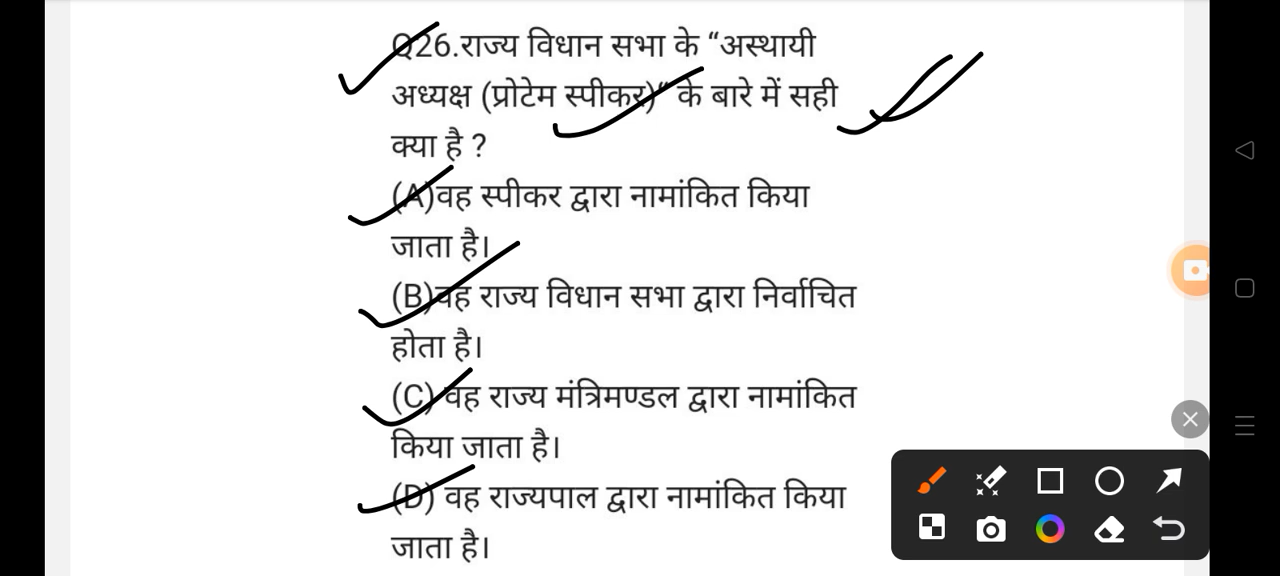 Q26.राज्य विधान सभा के “अस्थायी
अध्यक्ष (प्रोटेम स्पीकर)“ के बारे में सही
क्या है ?
(A)वह स्पीकर द्वारा नामांकित किया
जाता है।
(B)वह राज्य विधान सभा द्वारा निर्वाचित
होता है।
(C) वह राज्य मंत्रिमण्डल द्वारा नामांकित
किया जाता है।
(D) वह राज्यपाल द्वारा नामांकित किया
जाता है।